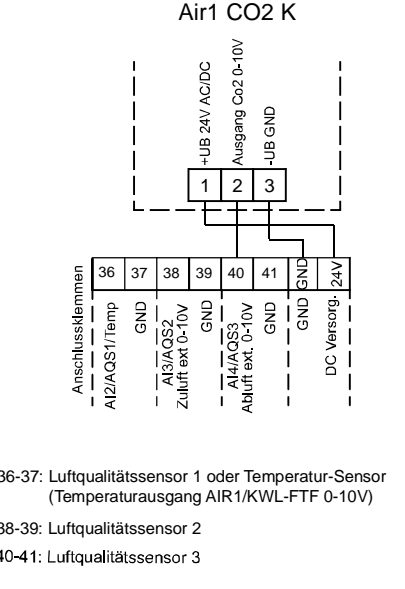 Air1 CO2 K
+UB 24V AC/DC
Ausgang Co2 0-10V
-UB GND
1 2 3
Anschlussklemmen
36 37 38 39 40 41 GND 24V
AI2/AQS1/Temp
GND
AI3/AQS2
Zuluft ext 0-10V
GND
AI4/AQS3
Abluft ext. 0-10V
GND
GND
DC Versorg.
36-37: Luftqualitätssensor 1 oder Temperatur-Sensor
(Temperaturausgang AIR1/KWL-FTF 0-10V)
38-39: Luftqualitätssensor 2
40-41: Luftqualitätssensor 3